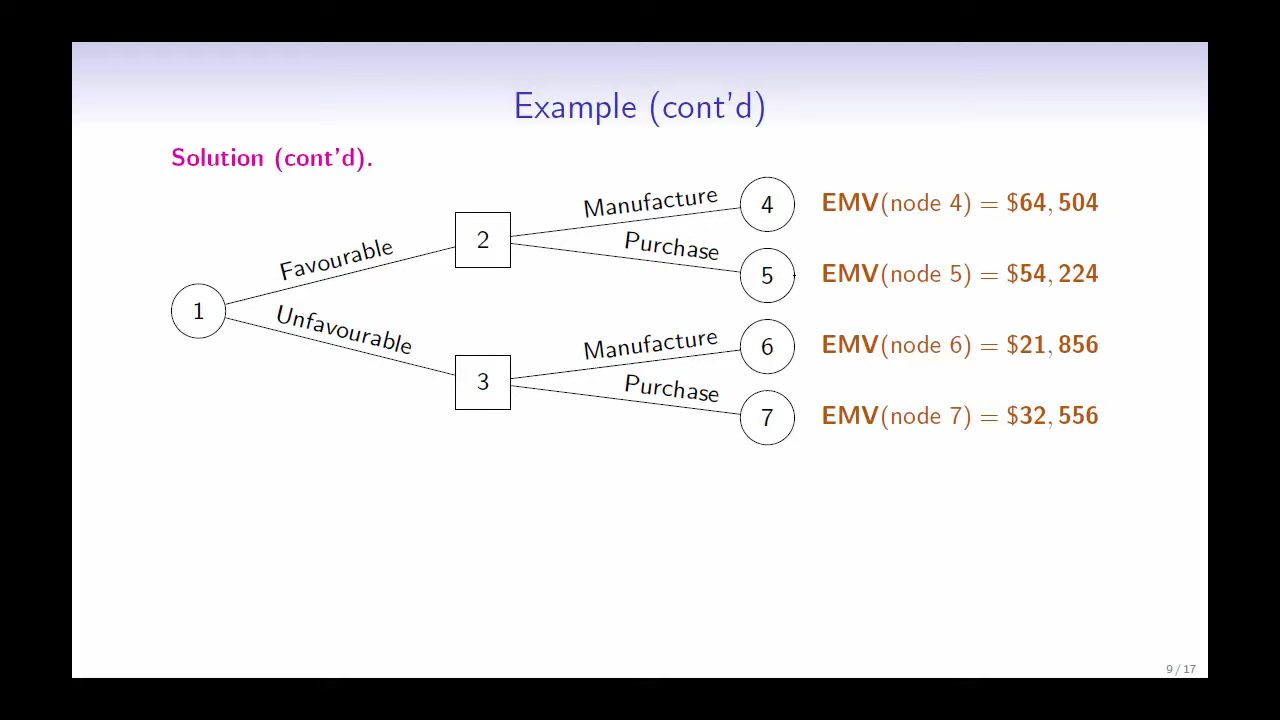 Example (cont'd)
Solution (cont'd).
Manufacture
4
EMV(node 4) = $64, 504
Favourable
2
Purchase
5
EMV(node 5) = $54, 224
1
Unfavourable
Manufacture
6
EMV(node 6) = $21, 856
3
Purchase
7
EMV(node 7) = $32, 556
9 / 17